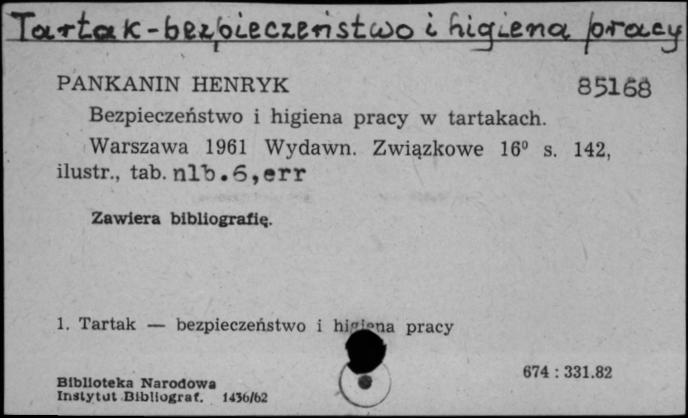 Tartak - bezpieczeństwo i higiena pracy
PANKANIN HENRYK 85168
Bezpieczeństwo i higiena pracy w tartakach.
Warszawa 1961 Wydawn. Związkowe 16⁰ s. 142,
ilustr., tab. nlb.6,err
Zawiera bibliografię.
1. Tartak — bezpieczeństwo i higiena pracy
674 : 331.82
Biblioteka Narodowa
Instytut Bibliograf. 1436/62